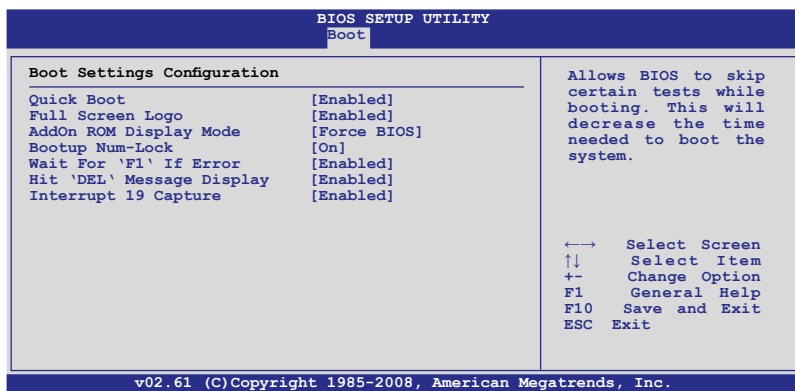 BIOS SETUP UTILITY
Boot
Boot Settings Configuration
Quick Boot [Enabled]
Full Screen Logo [Enabled]
AddOn ROM Display Mode [Force BIOS]
Bootup Num-Lock [On]
Wait For ‘F1‘ If Error [Enabled]
Hit ‘DEL‘ Message Display [Enabled]
Interrupt 19 Capture [Enabled]
Allows BIOS to skip
certain tests while
booting. This will
decrease the time
needed to boot the
system.
←→ Select Screen
↑↓ Select Item
+- Change Option
F1 General Help
F10 Save and Exit
ESC Exit
v02.61 (C)Copyright 1985-2008, American Megatrends, Inc.